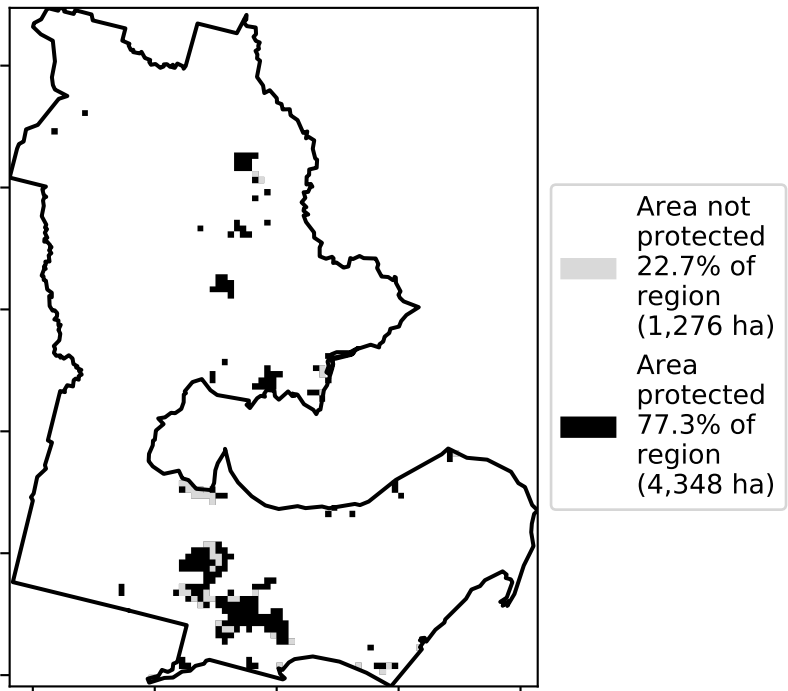 Area not
protected
22.7% of
region
(1,276 ha)
Area
protected
77.3% of
region
(4,348 ha)